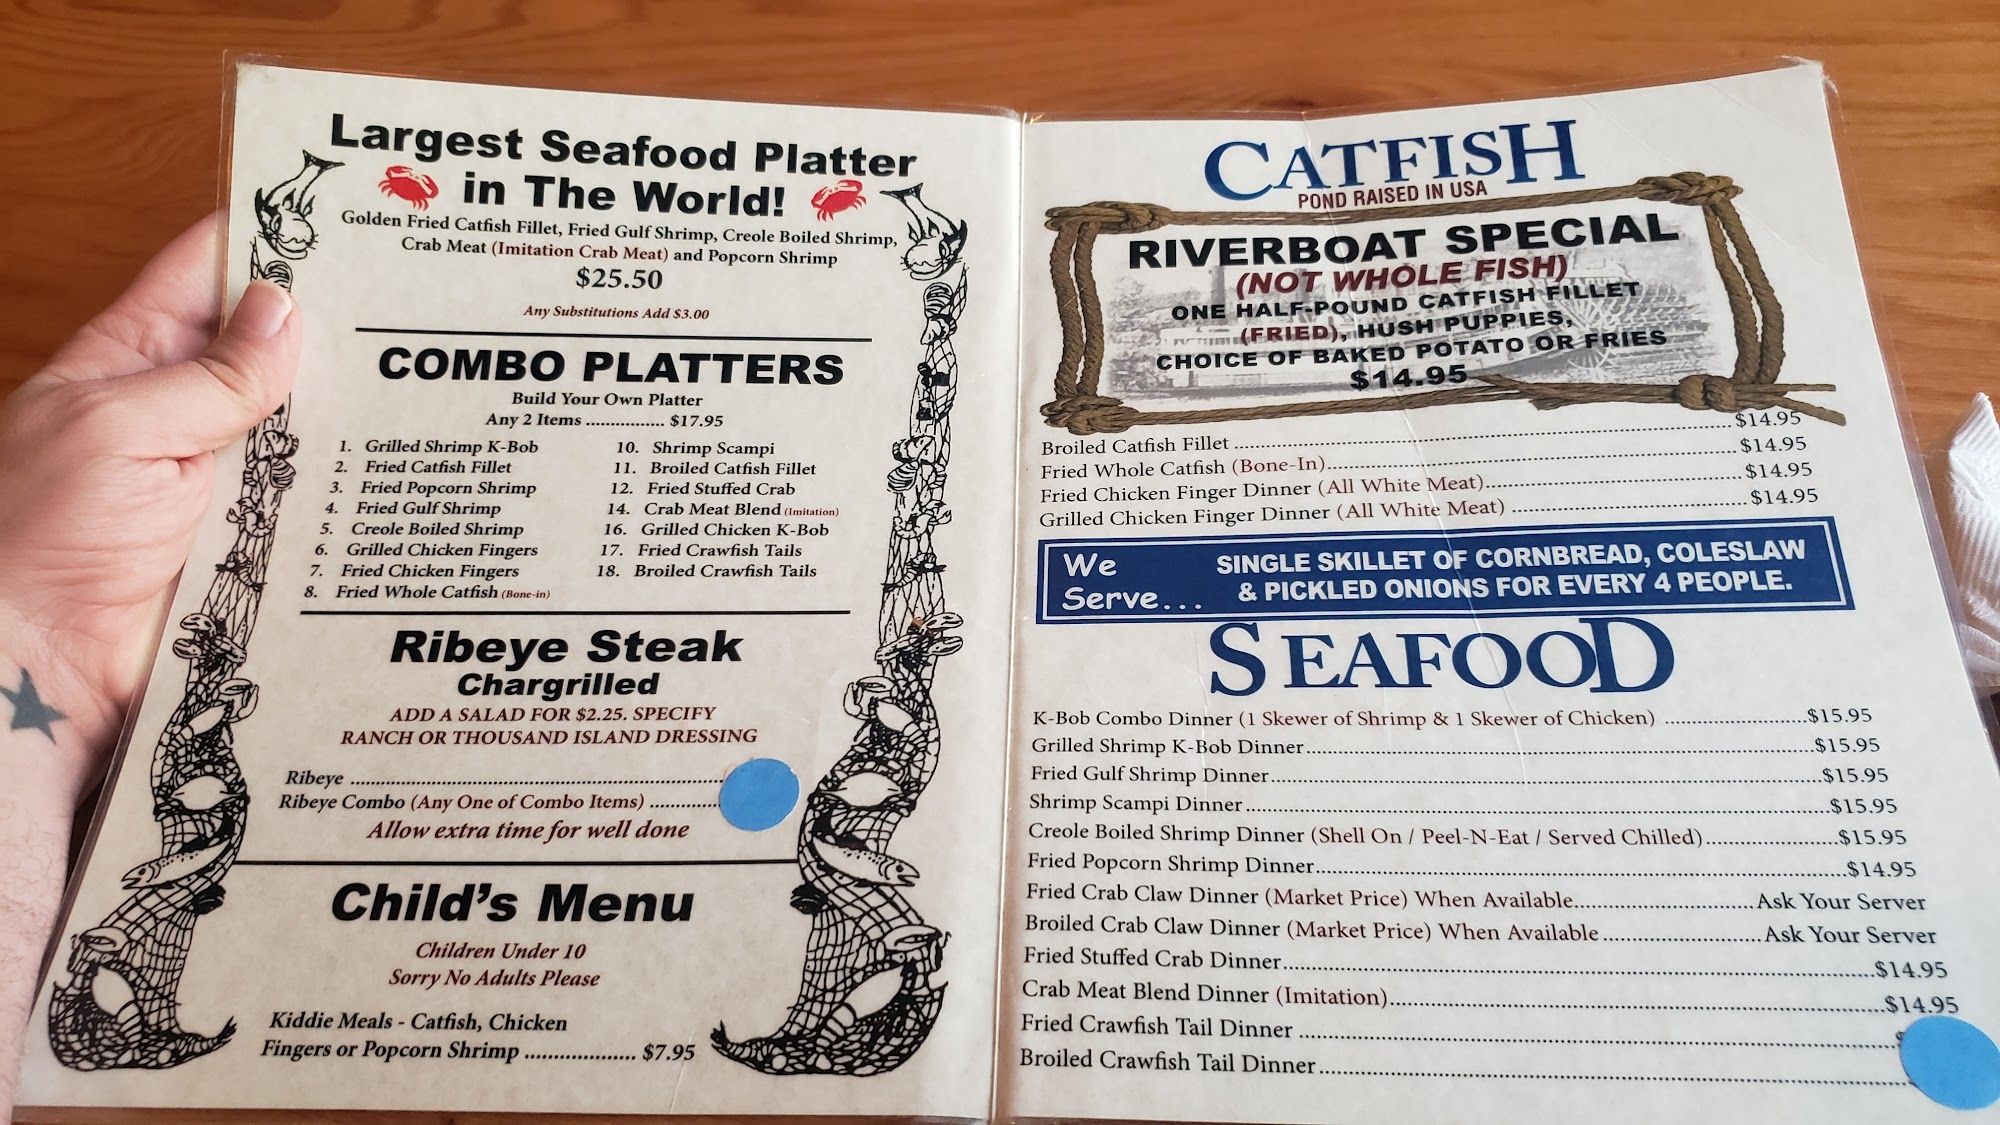 Largest Seafood Platter
in The World!
Golden Fried Catfish Fillet, Fried Gulf Shrimp, Creole Boiled Shrimp,
Crab Meat (Imitation Crab Meat) and Popcorn Shrimp
$25.50
Any Substitutions Add $3.00
COMBO PLATTERS
Build Your Own Platter
Any 2 Items ................ $17.95
1. Grilled Shrimp K-Bob
2. Fried Catfish Fillet
3. Fried Popcorn Shrimp
4. Fried Gulf Shrimp
5. Creole Boiled Shrimp
6. Grilled Chicken Fingers
7. Fried Chicken Fingers
8. Fried Whole Catfish (Bone-in)
10. Shrimp Scampi
11. Broiled Catfish Fillet
12. Fried Stuffed Crab
14. Crab Meat Blend (Imitation)
16. Grilled Chicken K-Bob
17. Fried Crawfish Tails
18. Broiled Crawfish Tails
Ribeye Steak
Chargrilled
ADD A SALAD FOR $2.25. SPECIFY
RANCH OR THOUSAND ISLAND DRESSING
Ribeye ................
Ribeye Combo (Any One of Combo Items) ..............
Allow extra time for well done
Child's Menu
Children Under 10
Sorry No Adults Please
Kiddie Meals - Catfish, Chicken
Fingers or Popcorn Shrimp .................... $7.95
CATFISH
POND RAISED IN USA
RIVERBOAT SPECIAL
(NOT WHOLE FISH)
ONE HALF-POUND CATFISH FILLET
(FRIED), HUSH PUPPIES,
CHOICE OF BAKED POTATO OR FRIES
$14.95
Broiled Catfish Fillet ................ $14.95
Fried Whole Catfish (Bone-In)................ $14.95
Fried Chicken Finger Dinner (All White Meat)................ $14.95
Grilled Chicken Finger Dinner (All White Meat) ................ $14.95
We
Serve...
SINGLE SKILLET OF CORNBREAD, COLESLAW
& PICKLED ONIONS FOR EVERY 4 PEOPLE.
SEAFOOD
K-Bob Combo Dinner (1 Skewer of Shrimp & 1 Skewer of Chicken) ................$15.95
Grilled Shrimp K-Bob Dinner................$15.95
Fried Gulf Shrimp Dinner................$15.95
Shrimp Scampi Dinner................$15.95
Creole Boiled Shrimp Dinner (Shell On / Peel-N-Eat / Served Chilled)................$15.95
Fried Popcorn Shrimp Dinner................$14.95
Fried Crab Claw Dinner (Market Price) When Available................Ask Your Server
Broiled Crab Claw Dinner (Market Price) When Available................Ask Your Server
Fried Stuffed Crab Dinner................$14.95
Crab Meat Blend Dinner (Imitation)................$14.95
Fried Crawfish Tail Dinner ................
Broiled Crawfish Tail Dinner................